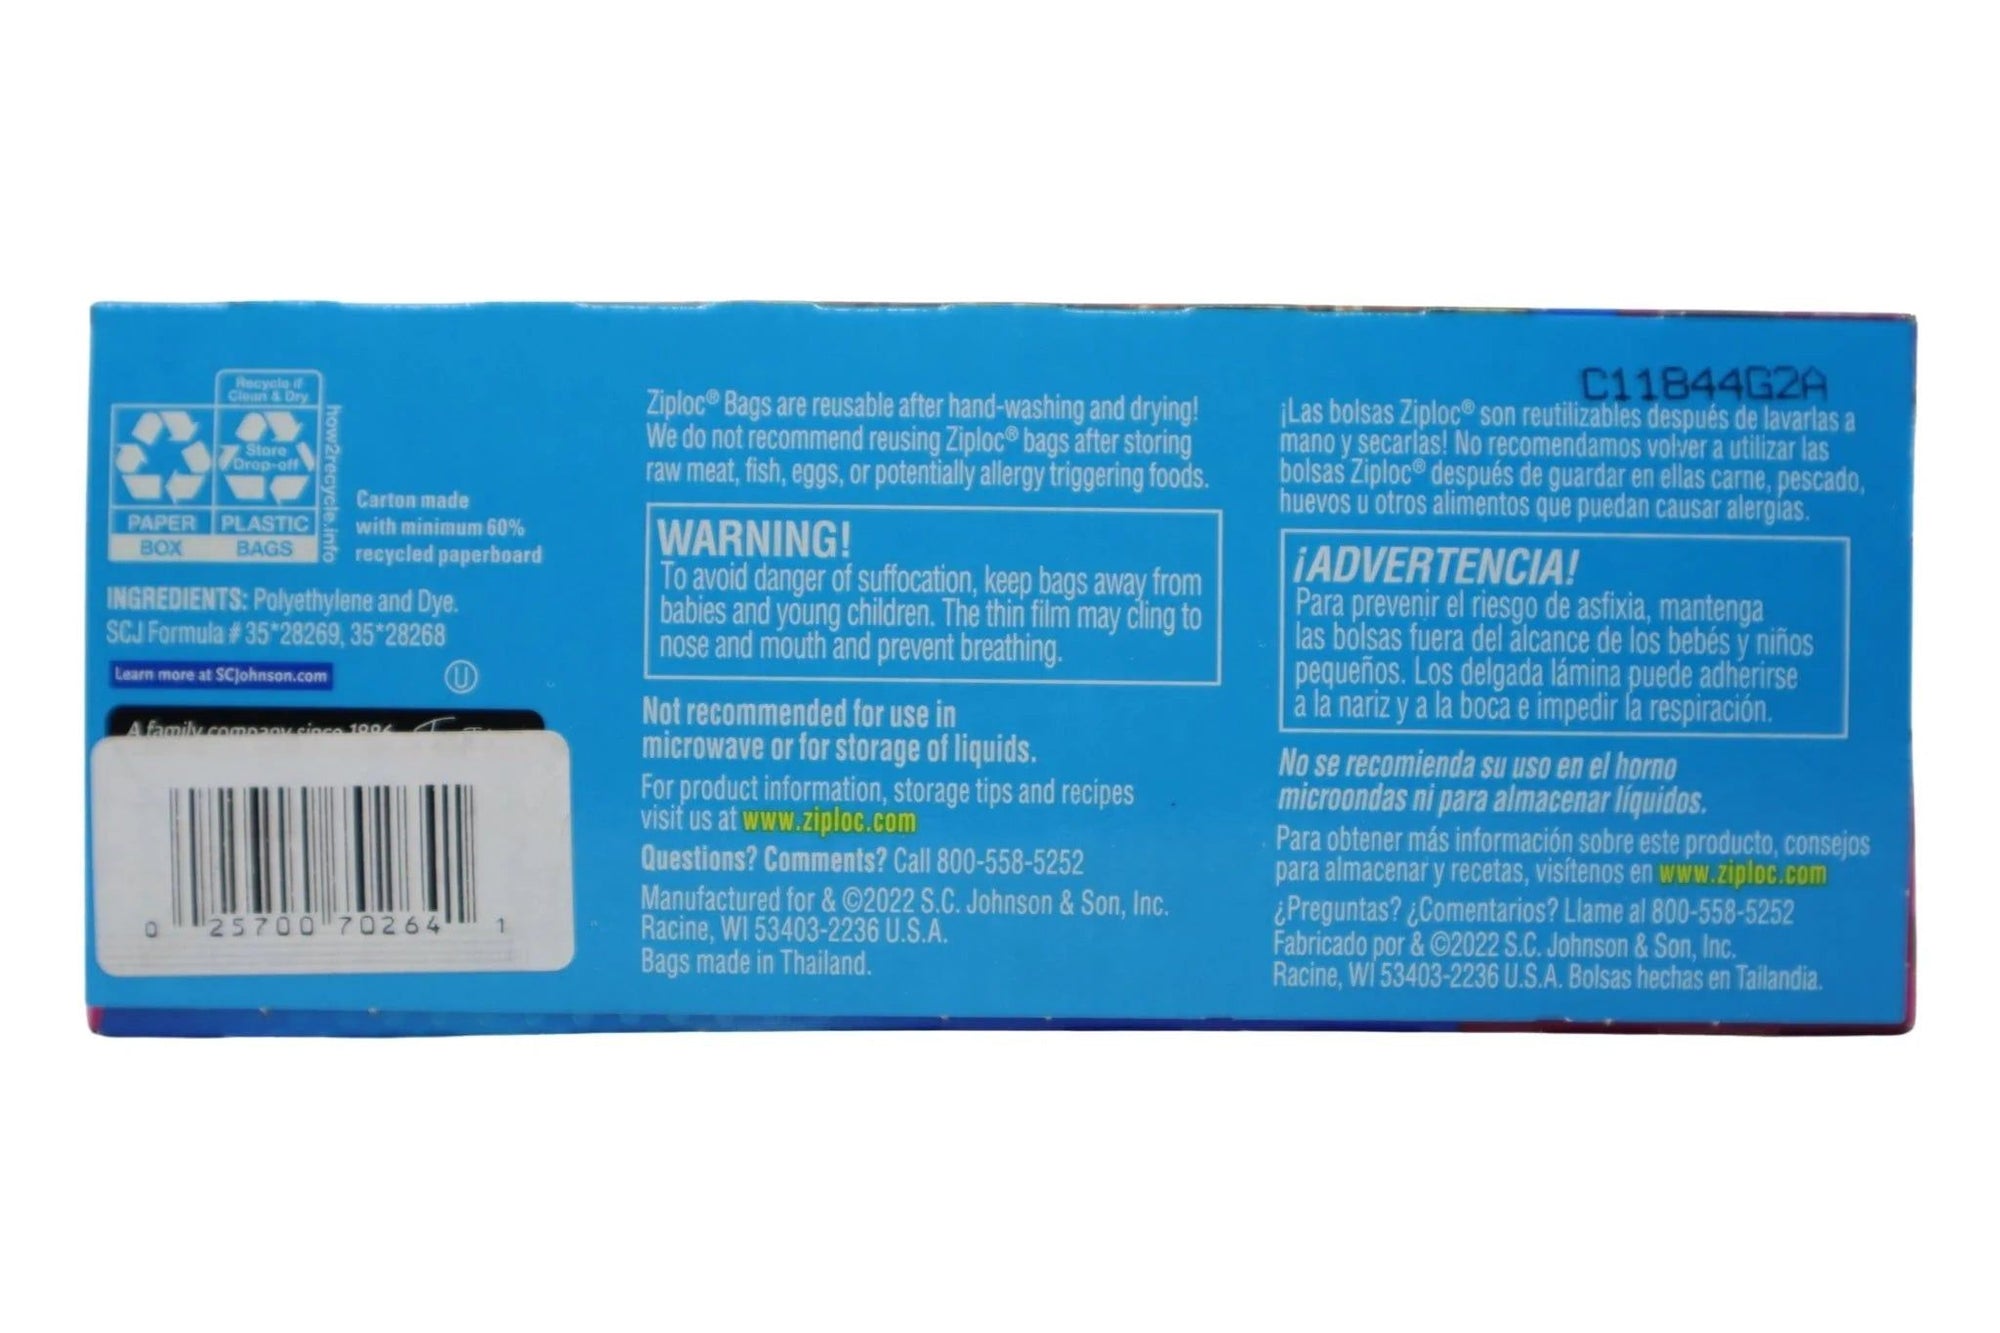 Recycle if
Clean & Dry
Store
Drop-off
PAPER
PLASTIC
BOX
BAGS
how2recycle.info
Carton made
with minimum 60%
recycled paperboard
INGREDIENTS: Polyethylene and Dye.
SCJ Formula # 35*28269, 35*28268
Learn more at SCJohnson.com
U
A family company since 1886
0 25700 70264 1
Ziploc® Bags are reusable after hand-washing and drying!
We do not recommend reusing Ziploc® bags after storing
raw meat, fish, eggs, or potentially allergy triggering foods.
WARNING!
To avoid danger of suffocation, keep bags away from
babies and young children. The thin film may cling to
nose and mouth and prevent breathing.
Not recommended for use in
microwave or for storage of liquids.
For product information, storage tips and recipes
visit us at www.ziploc.com
Questions? Comments? Call 800-558-5252
Manufactured for & ©2022 S.C. Johnson & Son, Inc.
Racine, WI 53403-2236 U.S.A.
Bags made in Thailand.
C11844G2A
¡Las bolsas Ziploc® son reutilizables después de lavarlas a
mano y secarlas! No recomendamos volver a utilizar las
bolsas Ziploc® después de guardar en ellas carne, pescado,
huevos u otros alimentos que puedan causar alergias.
¡ADVERTENCIA!
Para prevenir el riesgo de asfixia, mantenga
las bolsas fuera del alcance de los bebés y niños
pequeños. Los delgada lámina puede adherirse
a la nariz y a la boca e impedir la respiración.
No se recomienda su uso en el horno
microondas ni para almacenar líquidos.
Para obtener más información sobre este producto, consejos
para almacenar y recetas, visítenos en www.ziploc.com
¿Preguntas? ¿Comentarios? Llame al 800-558-5252
Fabricado por & ©2022 S.C. Johnson & Son, Inc.
Racine, WI 53403-2236 U.S.A. Bolsas hechas en Tailandia.